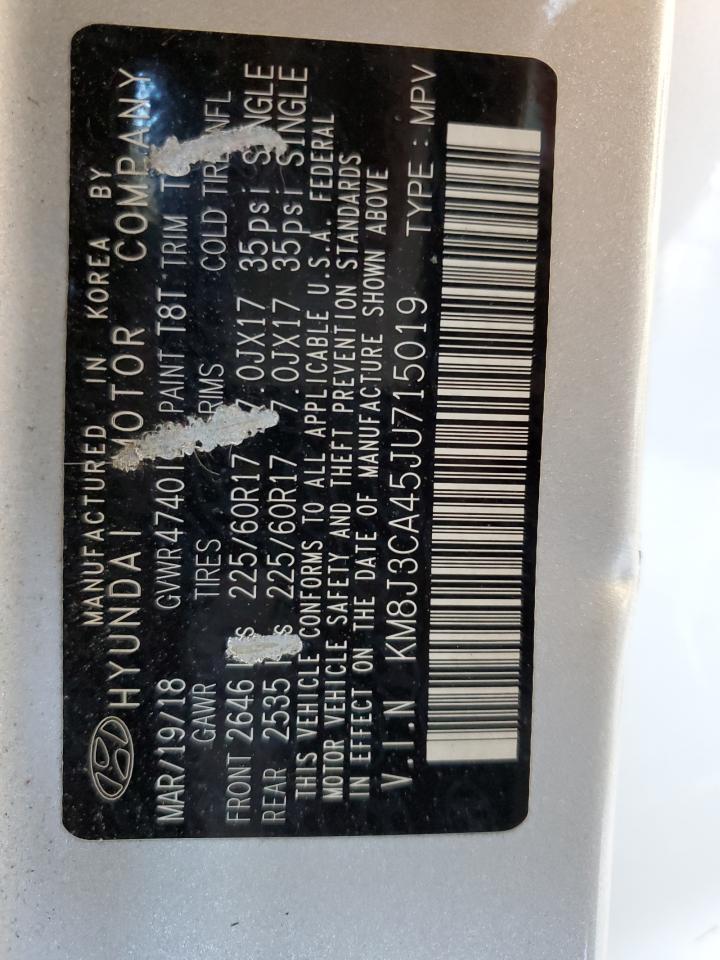 MANUFACTURED IN KOREA BY
HYUNDAI MOTOR COMPANY
MAR/19/18 GVWR4740 PAINT T8T TRIM
GAWR TIRES RIMS COLD TIRE INFL
FRONT 2646 225/60R17 7.0JX17 35psi SINGLE
REAR 2535 225/60R17 7.0JX17 35psi SINGLE
THIS VEHICLE CONFORMS TO ALL APPLICABLE U.S.A. FEDERAL
MOTOR VEHICLE SAFETY AND THEFT PREVENTION STANDARDS
IN EFFECT ON THE DATE OF MANUFACTURE SHOWN ABOVE
V.I.N KM8J3CA45JU715019 TYPE : MPV